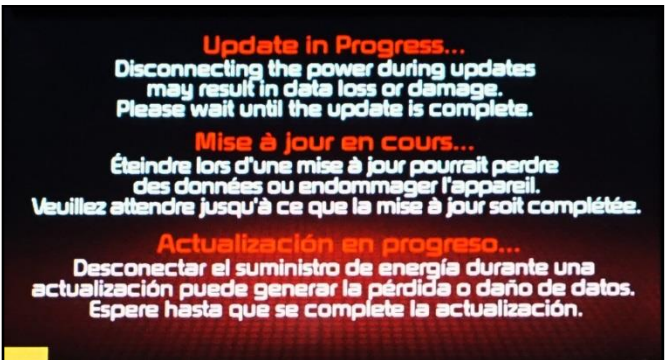 Update in Progress...
Disconnecting the power during updates
may result in data loss or damage.
Please wait until the update is complete.
Mise à jour en cours...
Éteindre lors d'une mise à jour pourrait perdre
des données ou endommager l'appareil.
Veuillez attendre jusqu'à ce que la mise à jour soit complétée.
Actualización en progreso...
Desconectar el suministro de energía durante una
actualización puede generar la pérdida o daño de datos.
Espere hasta que se complete la actualización.